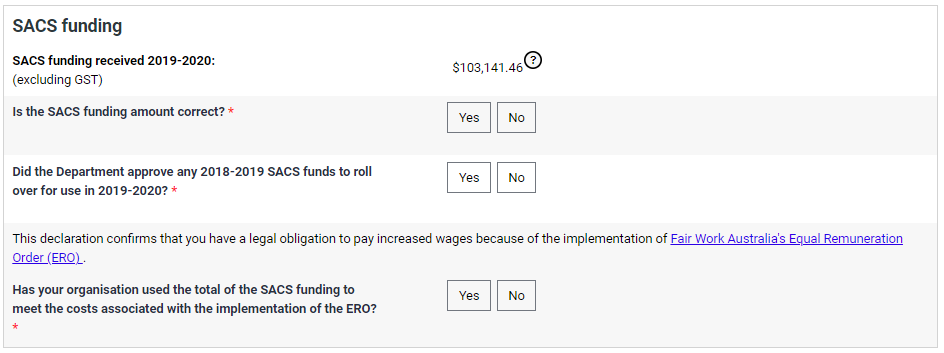 SACS funding
SACS funding received 2019-2020:
(excluding GST)
$103,141.46 ?
Is the SACS funding amount correct? *
Yes No
Did the Department approve any 2018-2019 SACS funds to roll
over for use in 2019-2020? *
Yes No
This declaration confirms that you have a legal obligation to pay increased wages because of the implementation of Fair Work Australia's Equal Remuneration
Order (ERO) .
Has your organisation used the total of the SACS funding to
meet the costs associated with the implementation of the ERO?
*
Yes No